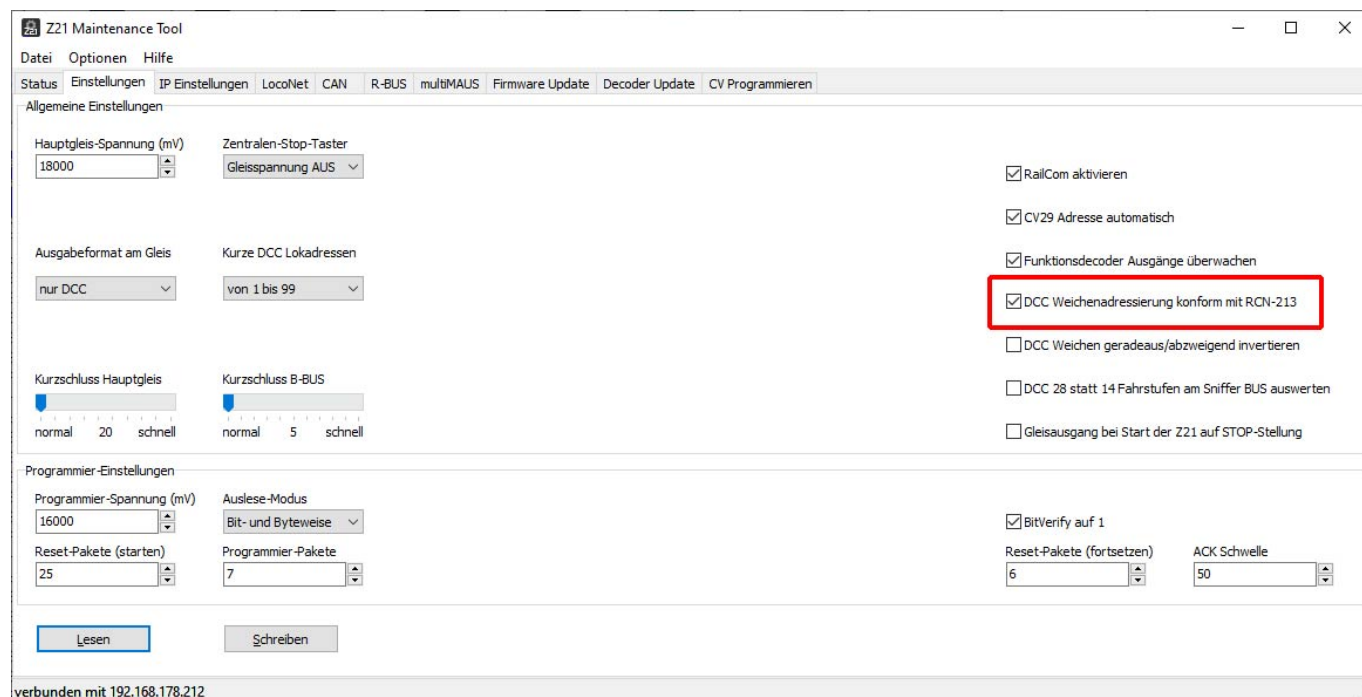 Z21 Maintenance Tool
Datei Optionen Hilfe
Status Einstellungen IP Einstellungen LocoNet CAN R-BUS multiMAUS Firmware Update Decoder Update CV Programmieren
Allgemeine Einstellungen
Hauptgleis-Spannung (mV) Zentralen-Stop-Taster
18000 Gleisspannung AUS
RailCom aktivieren
CV29 Adresse automatisch
Ausgabeformat am Gleis Kurze DCC Lokadressen
Funktionsdecoder Ausgänge überwachen
nur DCC von 1 bis 99
DCC Weichenadressierung konform mit RCN-213
DCC Weichen geradeaus/abzweigend invertieren
Kurzschluss Hauptgleis Kurzschluss B-BUS
DCC 28 statt 14 Fahrstufen am Sniffer BUS auswerten
normal 20 schnell normal 5 schnell
Gleisausgang bei Start der Z21 auf STOP-Stellung
Programmier-Einstellungen
Programmier-Spannung (mV) Auslese-Modus
16000 Bit- und Byteweise
BitVerify auf 1
Reset-Pakete (starten) Programmier-Pakete Reset-Pakete (fortsetzen) ACK Schwelle
25 7 6 50
Lesen Schreiben
verbunden mit 192.168.178.212